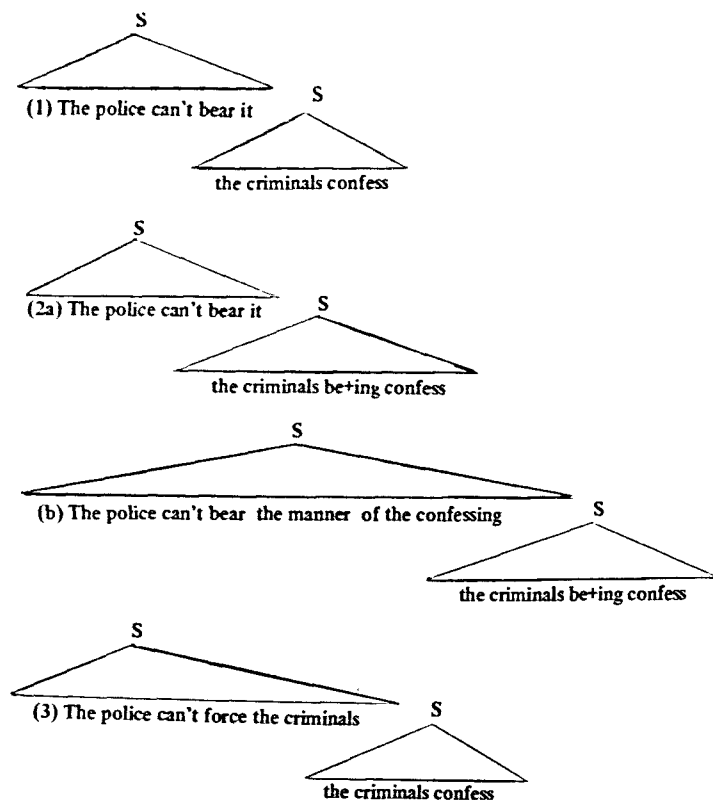 S
(1) The police can't bear it
S
the criminals confess
S
(2a) The police can't bear it
S
the criminals be+ing confess
S
(b) The police can't bear the manner of the confessing
S
the criminals be+ing confess
S
(3) The police can't force the criminals
S
the criminals confess